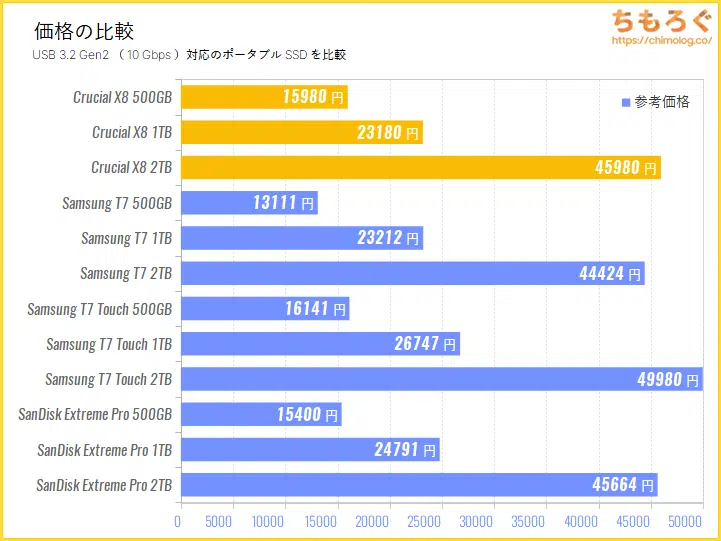 価格の比較
USB 3.2 Gen2 （ 10 Gbps ）対応のポータブル SSD を比較
ちもろぐ
https://chimolog.co/
参考価格
Crucial X8 500GB 15980 円
Crucial X8 1TB 23180 円
Crucial X8 2TB 45980 円
Samsung T7 500GB 13111 円
Samsung T7 1TB 23212 円
Samsung T7 2TB 44424 円
Samsung T7 Touch 500GB 16141 円
Samsung T7 Touch 1TB 26747 円
Samsung T7 Touch 2TB 49980 円
SanDisk Extreme Pro 500GB 15400 円
SanDisk Extreme Pro 1TB 24791 円
SanDisk Extreme Pro 2TB 45664 円
0 5000 10000 15000 20000 25000 30000 35000 40000 45000 50000